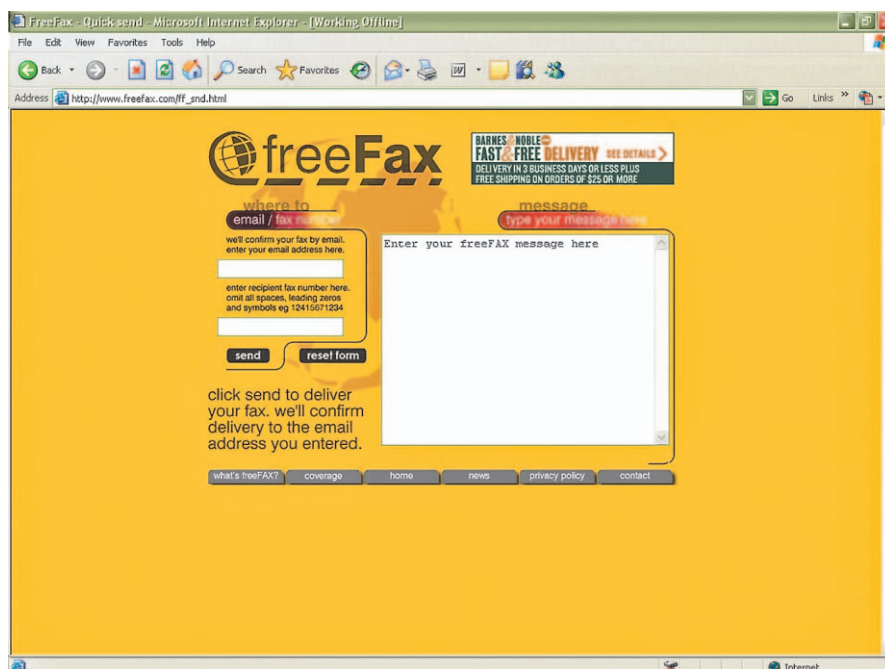 FreeFax - Quick send - Microsoft Internet Explorer - [Working Offline]
File Edit View Favorites Tools Help
Back Search Favorites
Address http://www.freefax.com/ff_snd.html Go Links »
freeFax
BARNES & NOBLE
FAST & FREE DELIVERY SEE DETAILS
DELIVERY IN 3 BUSINESS DAYS OR LESS PLUS
FREE SHIPPING ON ORDERS OF $25 OR MORE
where to
email / fax number
we'll confirm your fax by email.
enter your email address here.
enter recipient fax number here.
omit all spaces, leading zeros
and symbols eg 12415671234
send reset form
click send to deliver
your fax. we'll confirm
delivery to the email
address you entered.
message
type your message here
Enter your freeFAX message here
what's freeFAX? coverage home news privacy policy contact
Internet